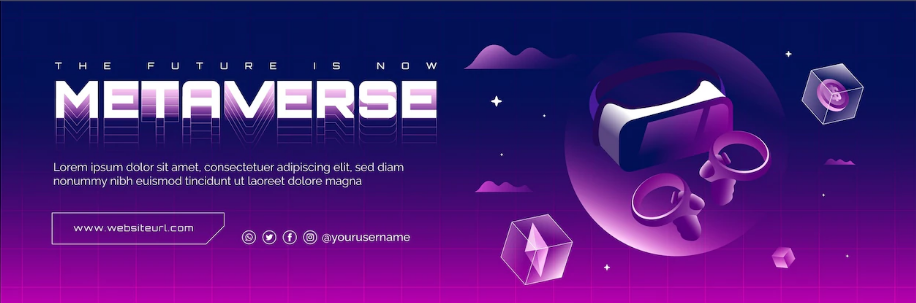 THE FUTURE IS NOW
METAVERSE
Lorem ipsum dolor sit amet, consectetuer adipiscing elit, sed diam
nonummy nibh euismod tincidunt ut laoreet dolore magna
www.websiteurl.com
@yourusername